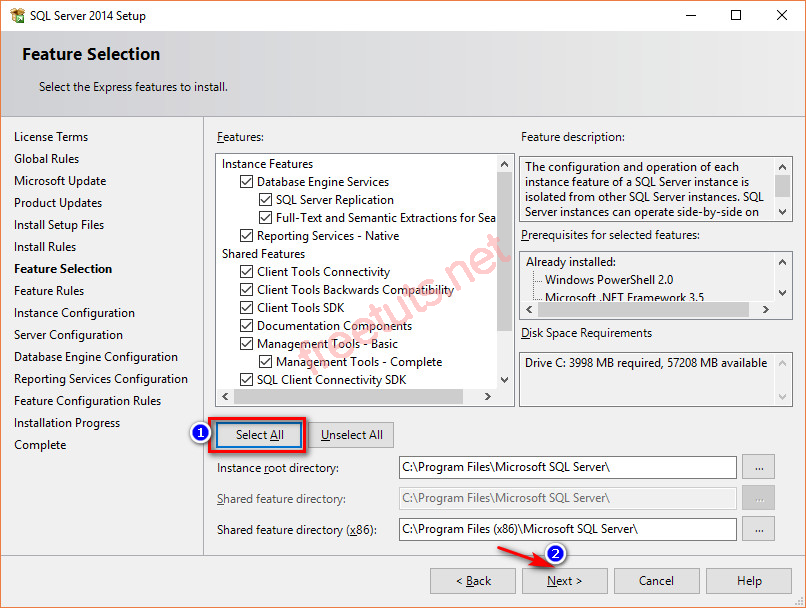 SQL Server 2014 Setup
Feature Selection
Select the Express features to install.
License Terms
Global Rules
Microsoft Update
Product Updates
Install Setup Files
Install Rules
Feature Selection
Feature Rules
Instance Configuration
Server Configuration
Database Engine Configuration
Reporting Services Configuration
Feature Configuration Rules
Installation Progress
Complete
Features:
Instance Features
Database Engine Services
SQL Server Replication
Full-Text and Semantic Extractions for Sea
Reporting Services - Native
Shared Features
Client Tools Connectivity
Client Tools Backwards Compatibility
Client Tools SDK
Documentation Components
Management Tools - Basic
Management Tools - Complete
SQL Client Connectivity SDK
freetuts.net
Feature description:
The configuration and operation of each
instance feature of a SQL Server instance is
isolated from other SQL Server instances. SQL
Server instances can operate side-by-side on
Prerequisites for selected features:
Already installed:
Windows PowerShell 2.0
Microsoft .NET Framework 3.5
Disk Space Requirements
Drive C: 3998 MB required, 57208 MB available
1
Select All
Unselect All
Instance root directory:
C:\Program Files\Microsoft SQL Server\
...
Shared feature directory:
C:\Program Files\Microsoft SQL Server\
...
Shared feature directory (x86):
C:\Program Files (x86)\Microsoft SQL Server\
...
2
< Back
Next >
Cancel
Help